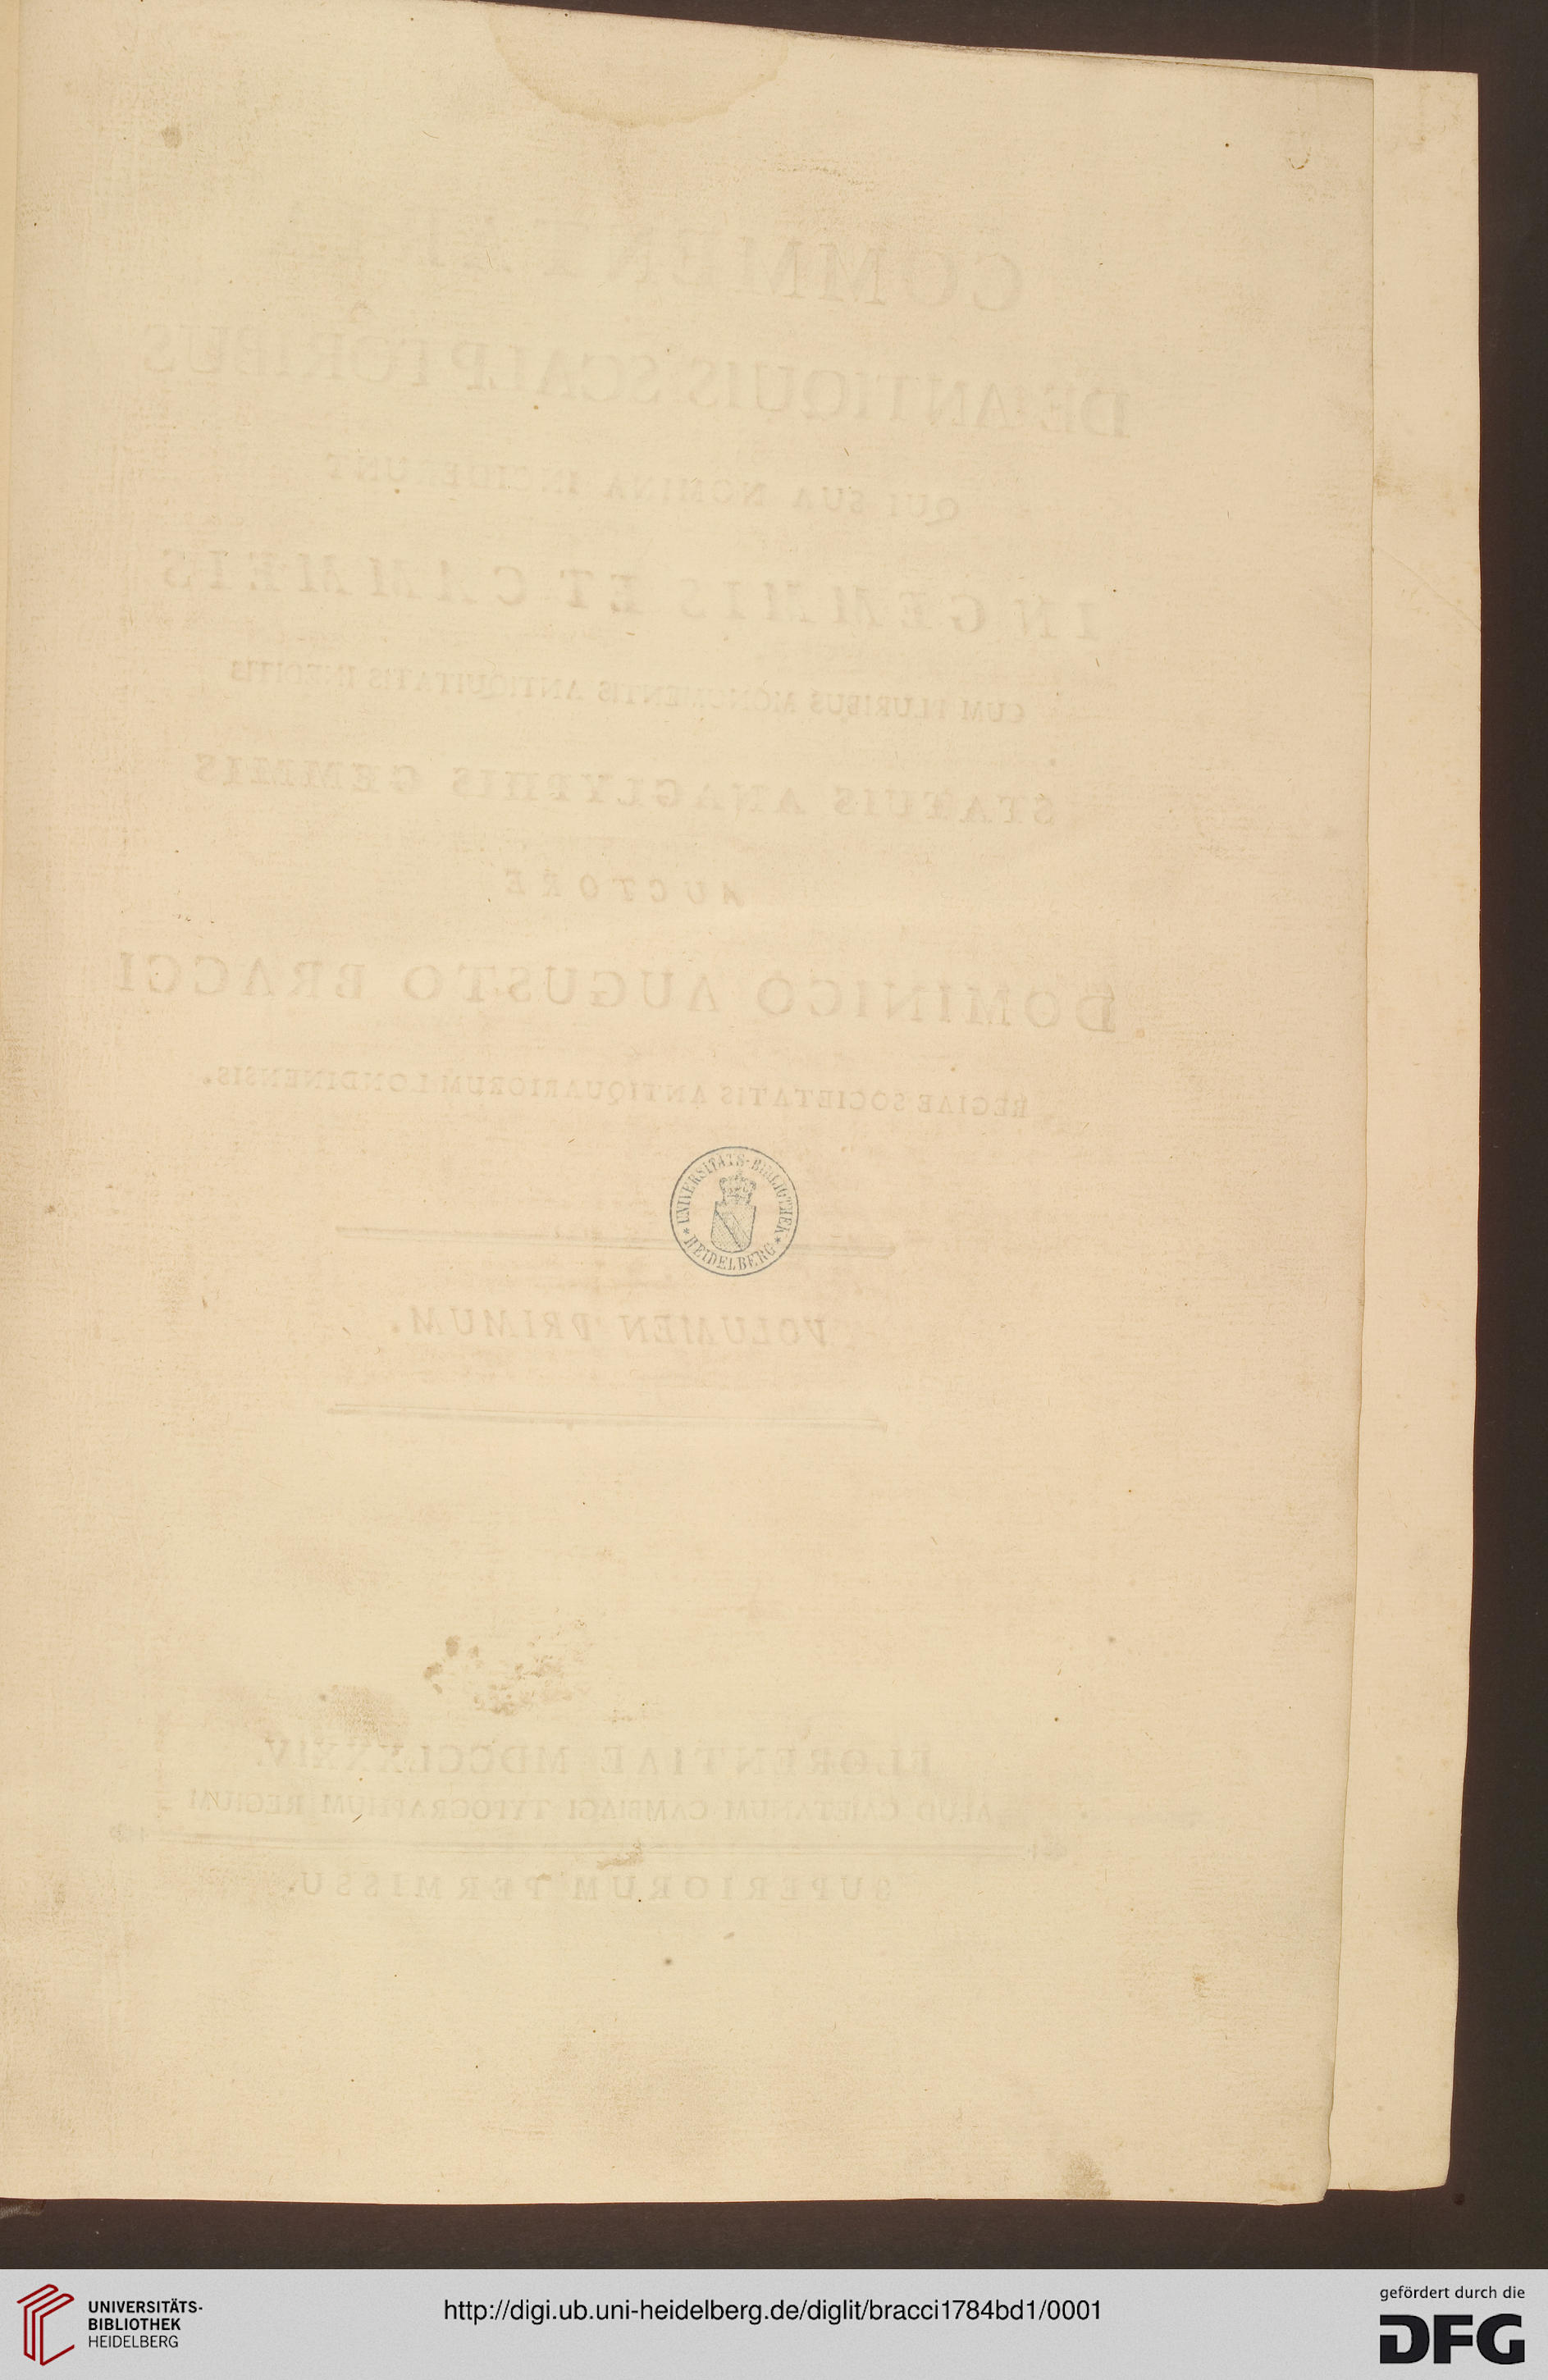 COMMENTARIA
DE ANTIQUIS SCALPTORIBUS
QUI SUA NOMINA INCIDERUNT
IN GEMMIS ET CAMMEIS
CUM PLURIBUS MONUMENTIS ANTIQUITATIS INEDITIS
STATUIS ANAGLYPHIS GEMMIS
AUCTORE
DOMINICO AUGUSTO BRACCI
REGIAE SOCIETATIS ANTIQUARIORUM LONDINENSIS.
UNIVERSITÄTS-BIBLIOTHEK
* HEIDELBERG *
VOLUMEN PRIMUM.
FLORENTIAE MDCCLXXXIV.
APUD CAIETANUM CAMBIAGI TYPOGRAPHUM REGIUM
SUPERIORUM PERMISSU.
UNIVERSITÄTS-
BIBLIOTHEK
HEIDELBERG
http://digi.ub.uni-heidelberg.de/diglit/bracci1784bd1/0001
gefördert durch die
DFG